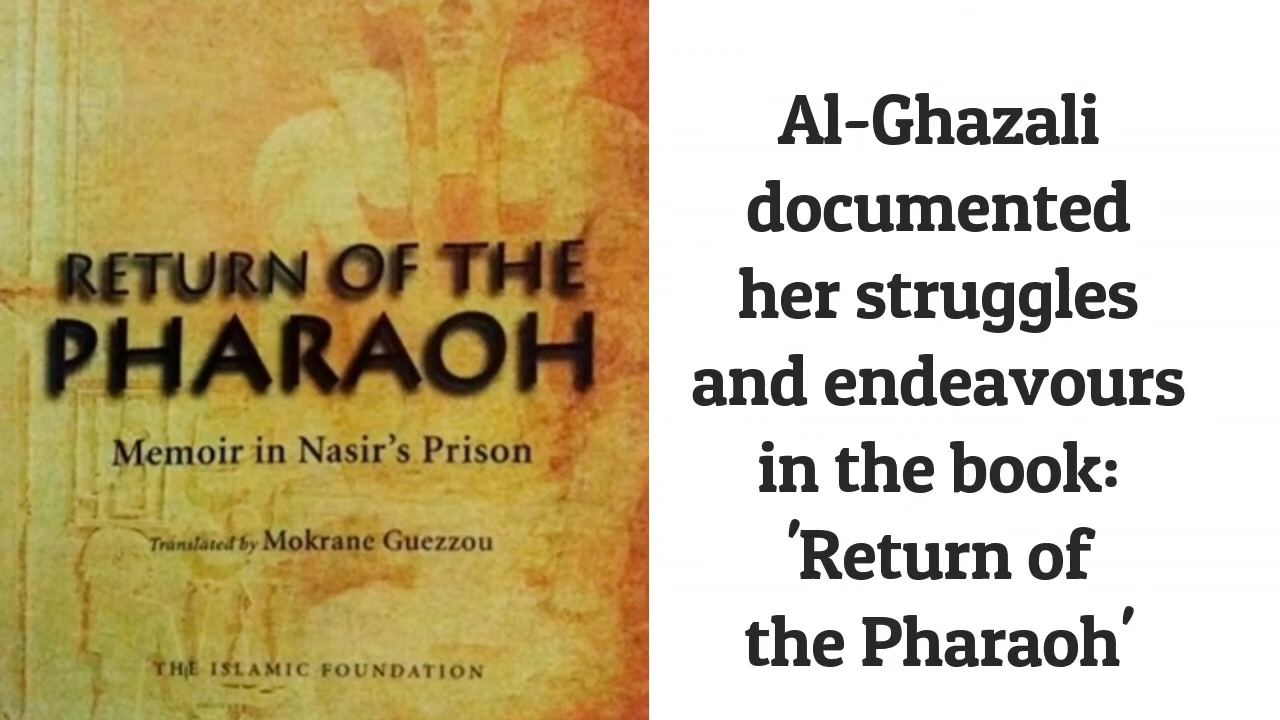 RETURN OF THE
PHARAOH
Memoir in Nasir's Prison
Translated by Mokrane Guezzou
THE ISLAMIC FOUNDATION
Al-Ghazali
documented
her struggles
and endeavours
in the book:
'Return of
the Pharaoh'